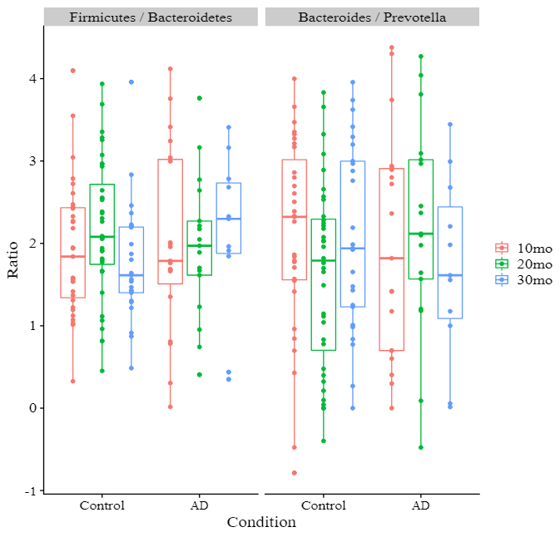 Firmicutes / Bacteroidetes
Bacteroides / Prevotella
4
3
2
1
0
-1
Ratio
10mo
20mo
30mo
Control
AD
Control
AD
Condition